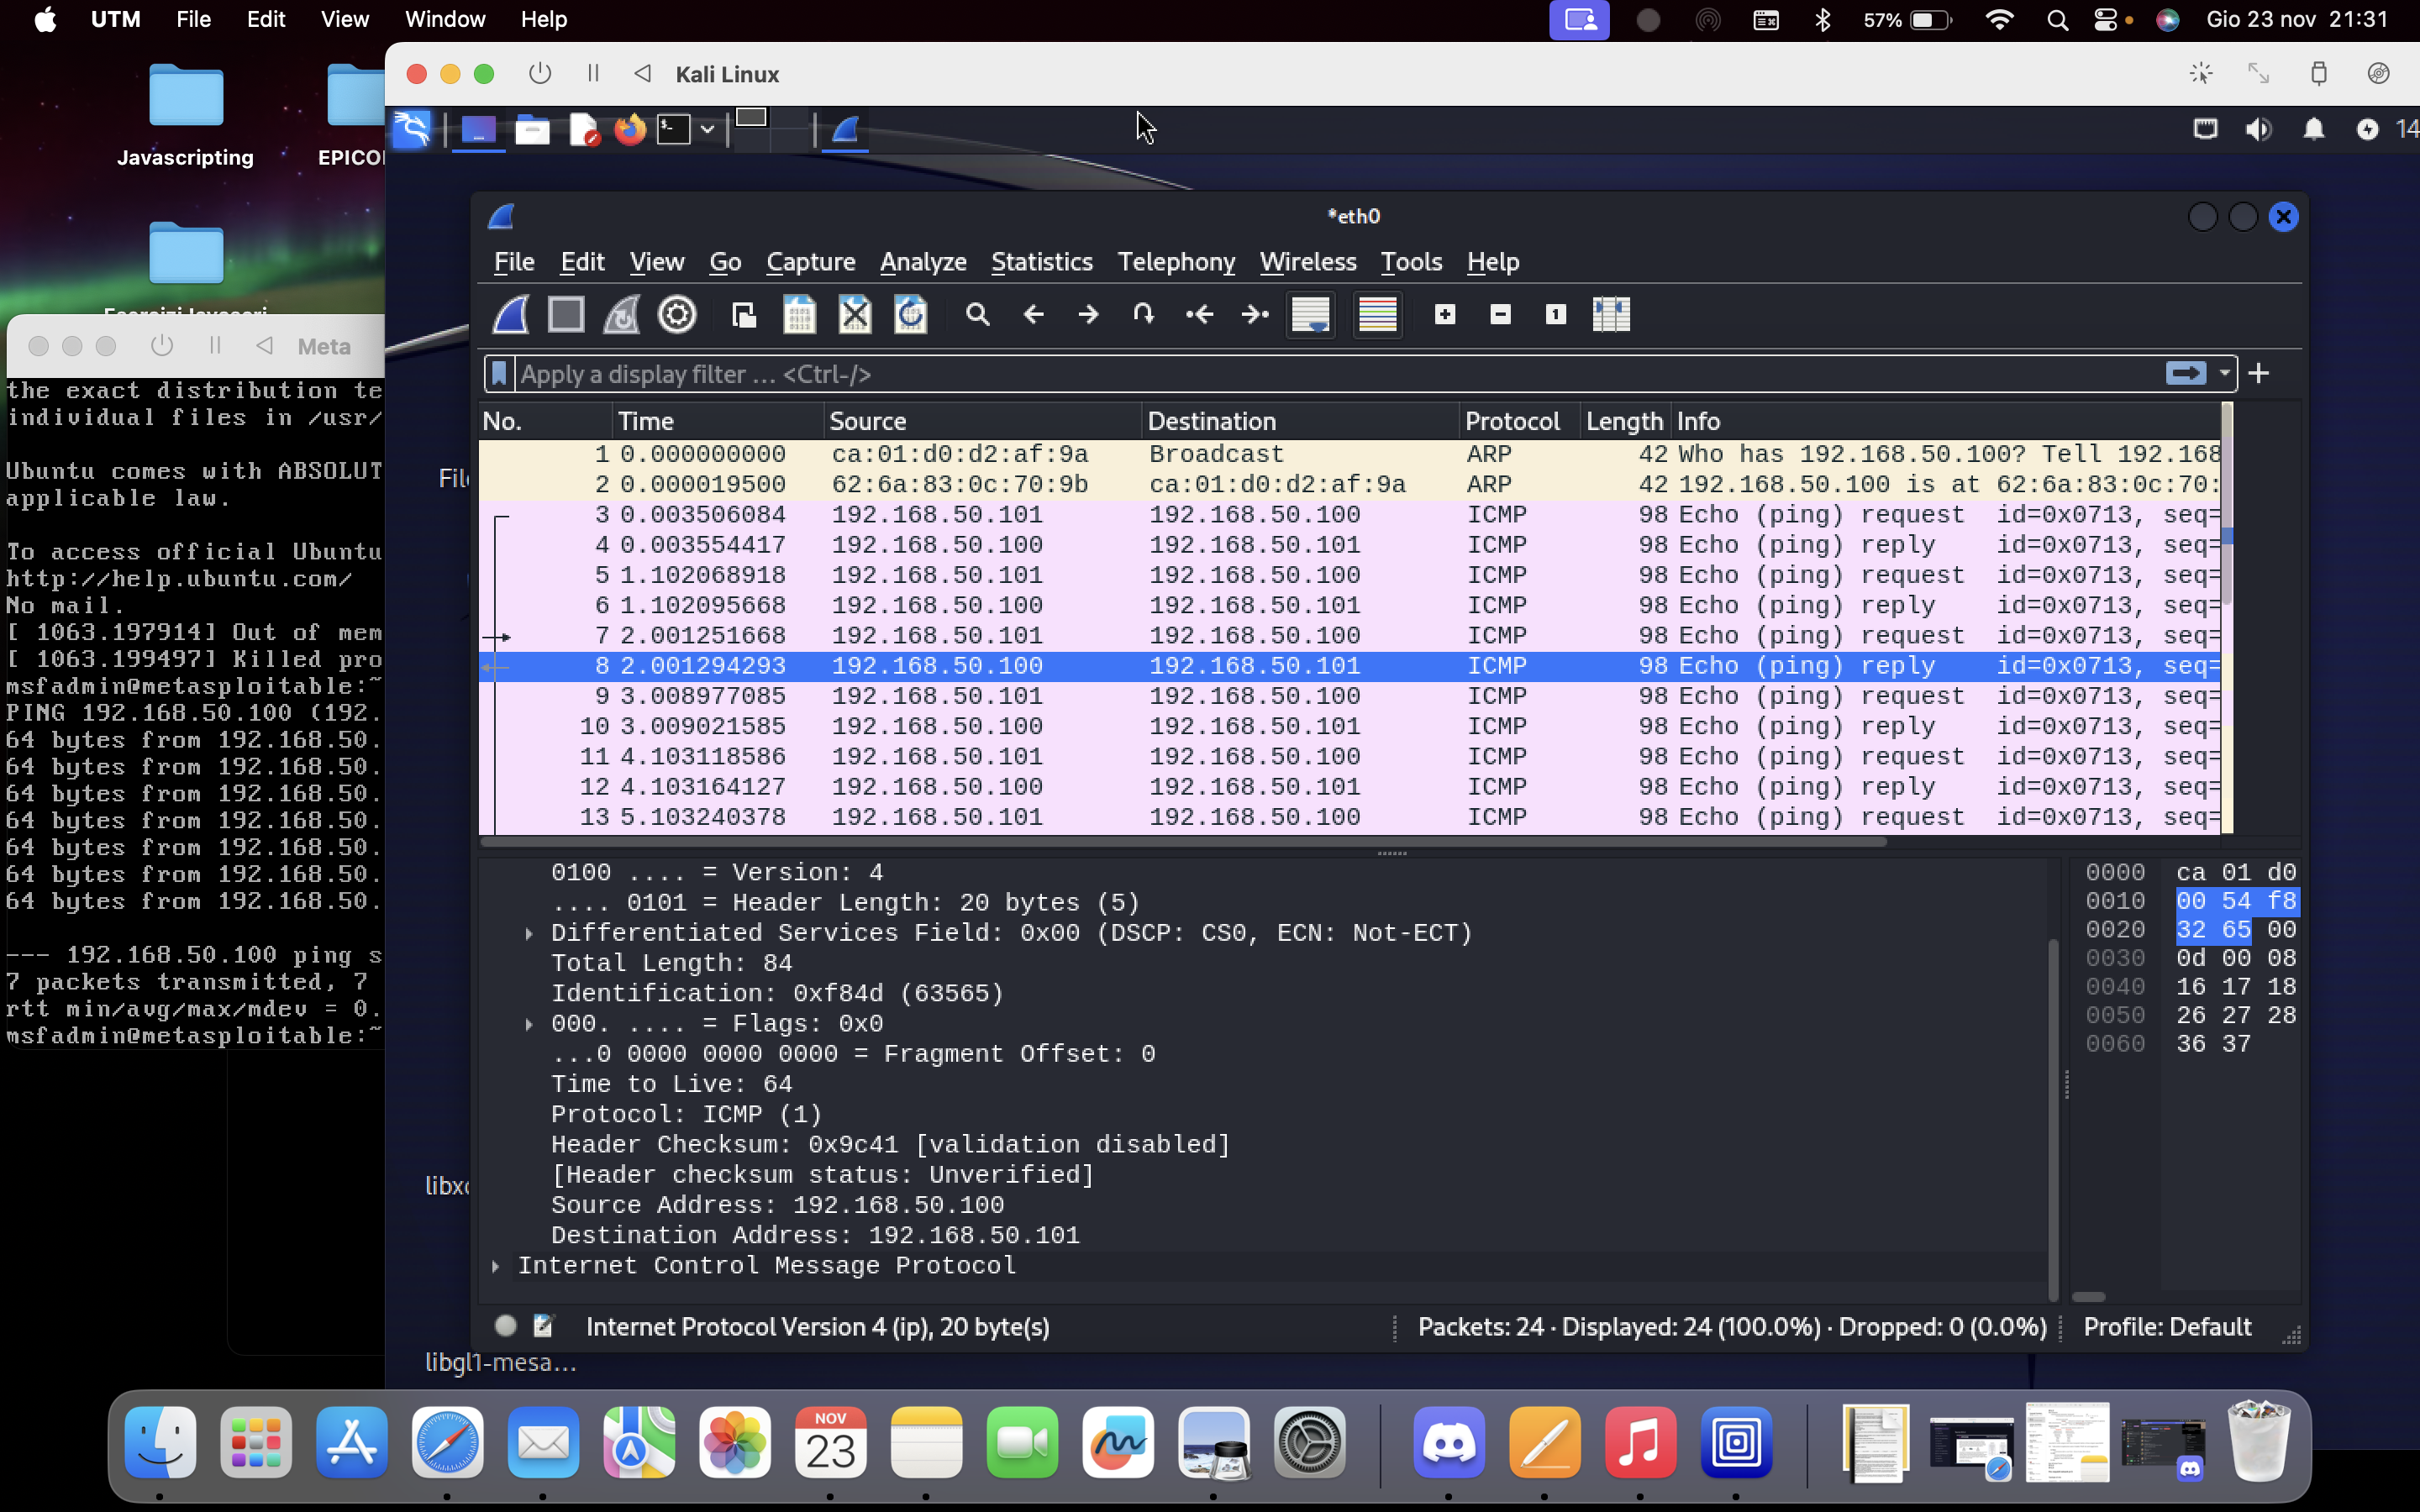 UTM File Edit View Window Help 57% Gio 23 nov 21:31
Javascripting
EPICO
Kali Linux
14
Meta
the exact distribution te
individual files in /usr/
Ubuntu comes with ABSOLUT
applicable law.
To access official Ubuntu
http://help.ubuntu.com/
No mail.
[ 1063.197914] Out of mem
[ 1063.199497] Killed pro
msfadmin@metasploitable:~
PING 192.168.50.100 (192.
64 bytes from 192.168.50.
64 bytes from 192.168.50.
64 bytes from 192.168.50.
64 bytes from 192.168.50.
64 bytes from 192.168.50.
64 bytes from 192.168.50.
64 bytes from 192.168.50.
--- 192.168.50.100 ping s
7 packets transmitted, 7
rtt min/avg/max/mdev = 0.
msfadmin@metasploitable:~
File
libxc
libgl1-mesa...
*eth0
File Edit View Go Capture Analyze Statistics Telephony Wireless Tools Help
Apply a display filter ... <Ctrl-/>
No. Time Source Destination Protocol Length Info
1 0.000000000 ca:01:d0:d2:af:9a Broadcast ARP 42 Who has 192.168.50.100? Tell 192.168
2 0.000019500 62:6a:83:0c:70:9b ca:01:d0:d2:af:9a ARP 42 192.168.50.100 is at 62:6a:83:0c:70:
3 0.003506084 192.168.50.101 192.168.50.100 ICMP 98 Echo (ping) request id=0x0713, seq=
4 0.003554417 192.168.50.100 192.168.50.101 ICMP 98 Echo (ping) reply id=0x0713, seq=
5 1.102068918 192.168.50.101 192.168.50.100 ICMP 98 Echo (ping) request id=0x0713, seq=
6 1.102095668 192.168.50.100 192.168.50.101 ICMP 98 Echo (ping) reply id=0x0713, seq=
7 2.001251668 192.168.50.101 192.168.50.100 ICMP 98 Echo (ping) request id=0x0713, seq=
8 2.001294293 192.168.50.100 192.168.50.101 ICMP 98 Echo (ping) reply id=0x0713, seq=
9 3.008977085 192.168.50.101 192.168.50.100 ICMP 98 Echo (ping) request id=0x0713, seq=
10 3.009021585 192.168.50.100 192.168.50.101 ICMP 98 Echo (ping) reply id=0x0713, seq=
11 4.103118586 192.168.50.101 192.168.50.100 ICMP 98 Echo (ping) request id=0x0713, seq=
12 4.103164127 192.168.50.100 192.168.50.101 ICMP 98 Echo (ping) reply id=0x0713, seq=
13 5.103240378 192.168.50.101 192.168.50.100 ICMP 98 Echo (ping) request id=0x0713, seq=
0100 .... = Version: 4
.... 0101 = Header Length: 20 bytes (5)
Differentiated Services Field: 0x00 (DSCP: CS0, ECN: Not-ECT)
Total Length: 84
Identification: 0xf84d (63565)
000. .... = Flags: 0x0
...0 0000 0000 0000 = Fragment Offset: 0
Time to Live: 64
Protocol: ICMP (1)
Header Checksum: 0x9c41 [validation disabled]
[Header checksum status: Unverified]
Source Address: 192.168.50.100
Destination Address: 192.168.50.101
Internet Control Message Protocol
0000 ca 01 d0
0010 00 54 f8
0020 32 65 00
0030 0d 00 08
0040 16 17 18
0050 26 27 28
0060 36 37
Internet Protocol Version 4 (ip), 20 byte(s) Packets: 24 · Displayed: 24 (100.0%) · Dropped: 0 (0.0%) Profile: Default
NOV
23